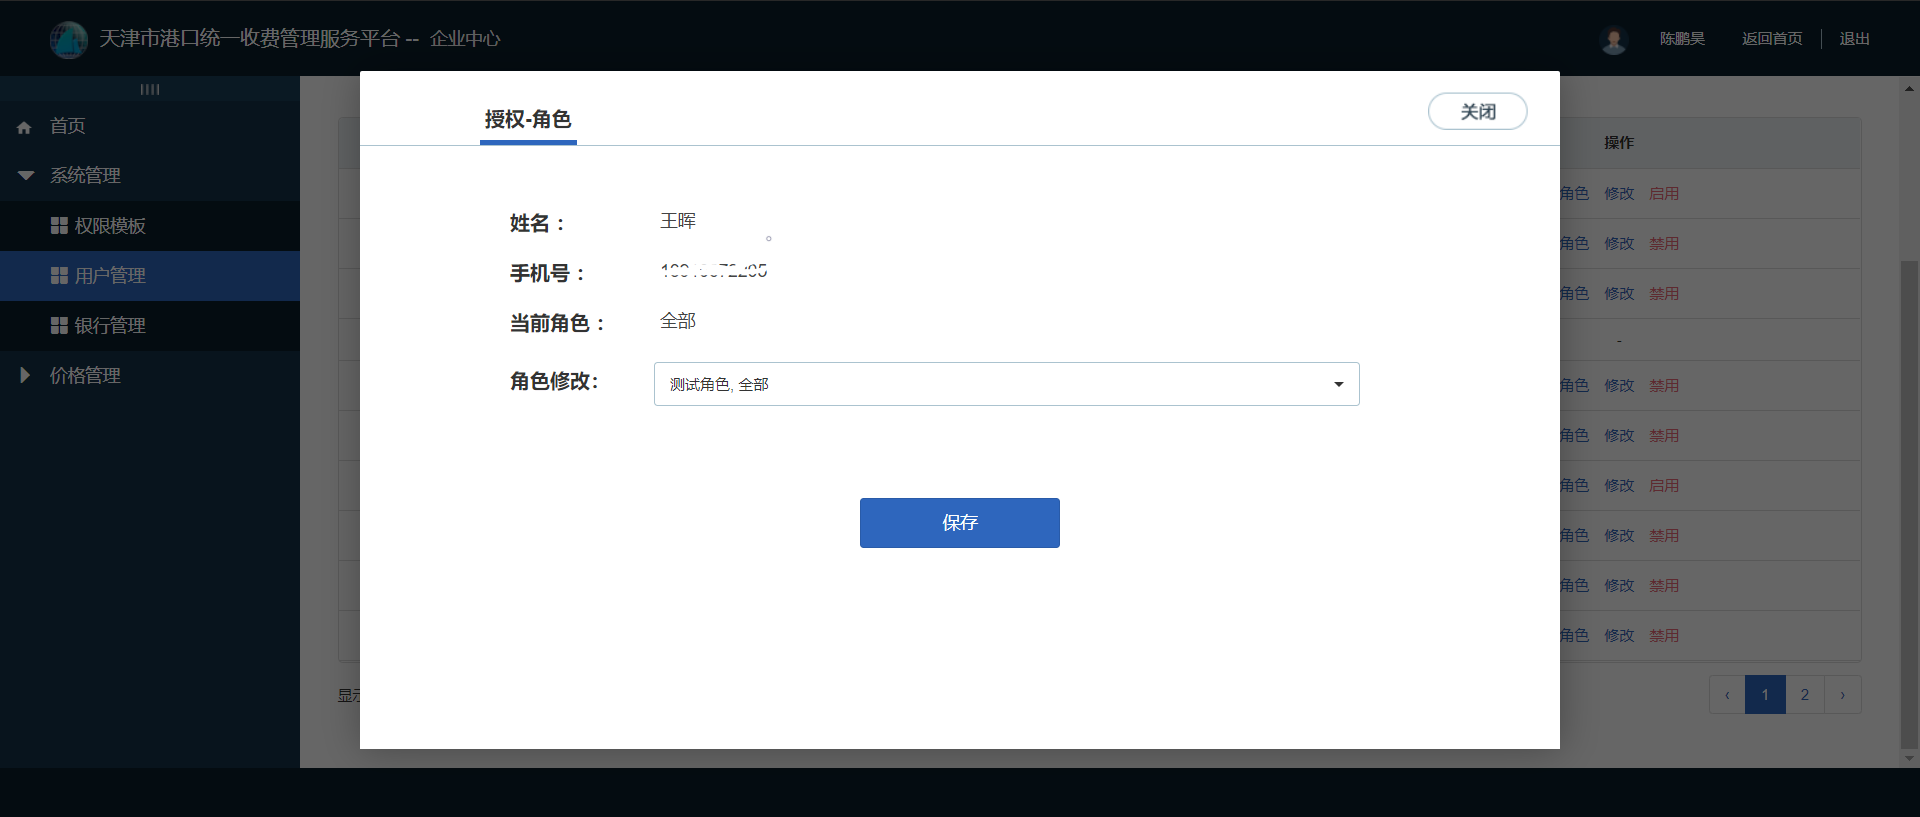 天津市港口统一收费管理服务平台 -- 企业中心
陈鹏昊
返回首页
退出
首页
系统管理
权限模板
用户管理
银行管理
价格管理
授权-角色
关闭
姓名：
王晖
手机号：
当前角色：
全部
角色修改：
测试角色, 全部
保存
操作
角色 修改 启用
角色 修改 禁用
角色 修改 禁用
-
角色 修改 禁用
角色 修改 禁用
角色 修改 启用
角色 修改 禁用
角色 修改 禁用
角色 修改 禁用
‹ 1 2 ›